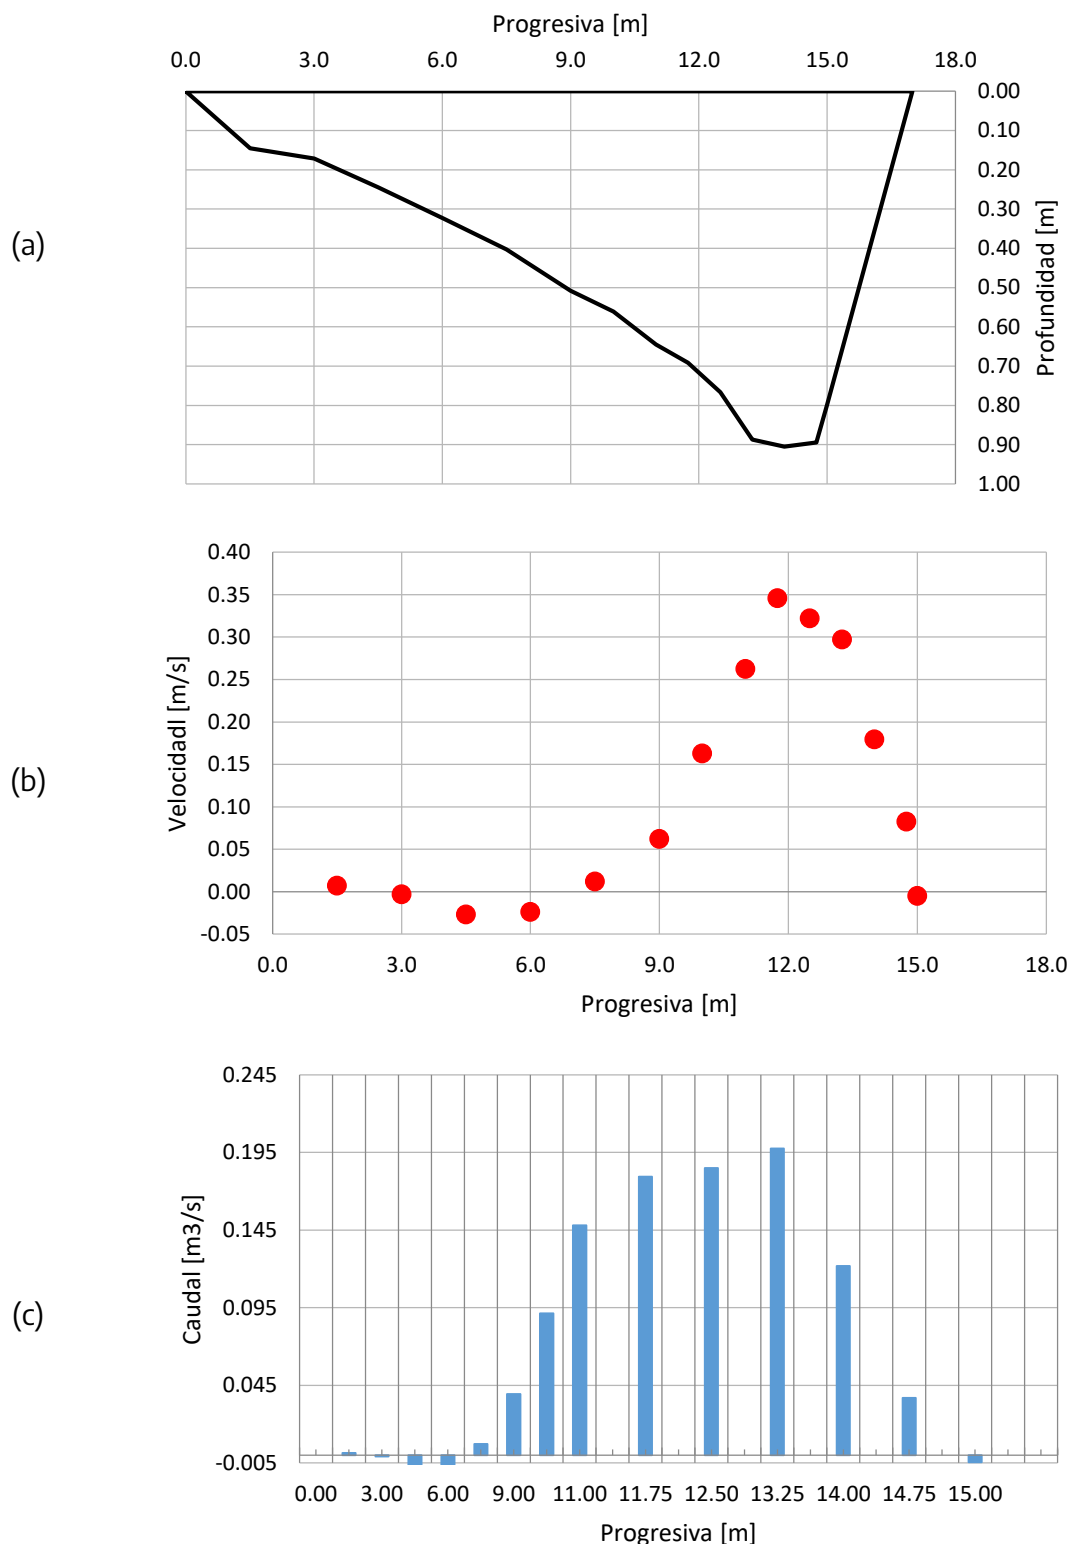 Progresiva [m]
0.0 3.0 6.0 9.0 12.0 15.0 18.0
0.00
0.10
0.20
0.30
0.40
0.50
0.60
0.70
0.80
0.90
1.00
Profundidad [m]
(a)
0.40
0.35
0.30
0.25
0.20
0.15
0.10
0.05
0.00
-0.05
Velocidadl [m/s]
(b)
0.0 3.0 6.0 9.0 12.0 15.0 18.0
Progresiva [m]
0.245
0.195
0.145
0.095
0.045
-0.005
Caudal [m3/s]
(c)
0.00 3.00 6.00 9.00 11.00 11.75 12.50 13.25 14.00 14.75 15.00
Progresiva [m]